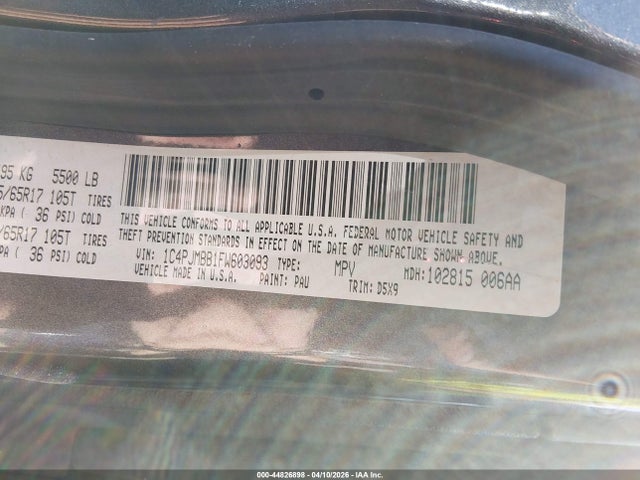 95 KG 5500 LB
5/65R17 105T TIRES
KPA ( 36 PSI) COLD
/65R17 105T TIRES
A ( 36 PSI) COLD
THIS VEHICLE CONFORMS TO ALL APPLICABLE U.S.A. FEDERAL MOTOR VEHICLE SAFETY AND
THEFT PREVENTION STANDARDS IN EFFECT ON THE DATE OF MANUFACTURE SHOWN ABOVE.
VIN: 1C4PJMBB1FW603093 TYPE: MPV MDH:102815 006AA
VEHICLE MADE IN U.S.A. PAINT: PAU TRIM: D5X9
000-44826898 - 04/10/2026 - IAA Inc.